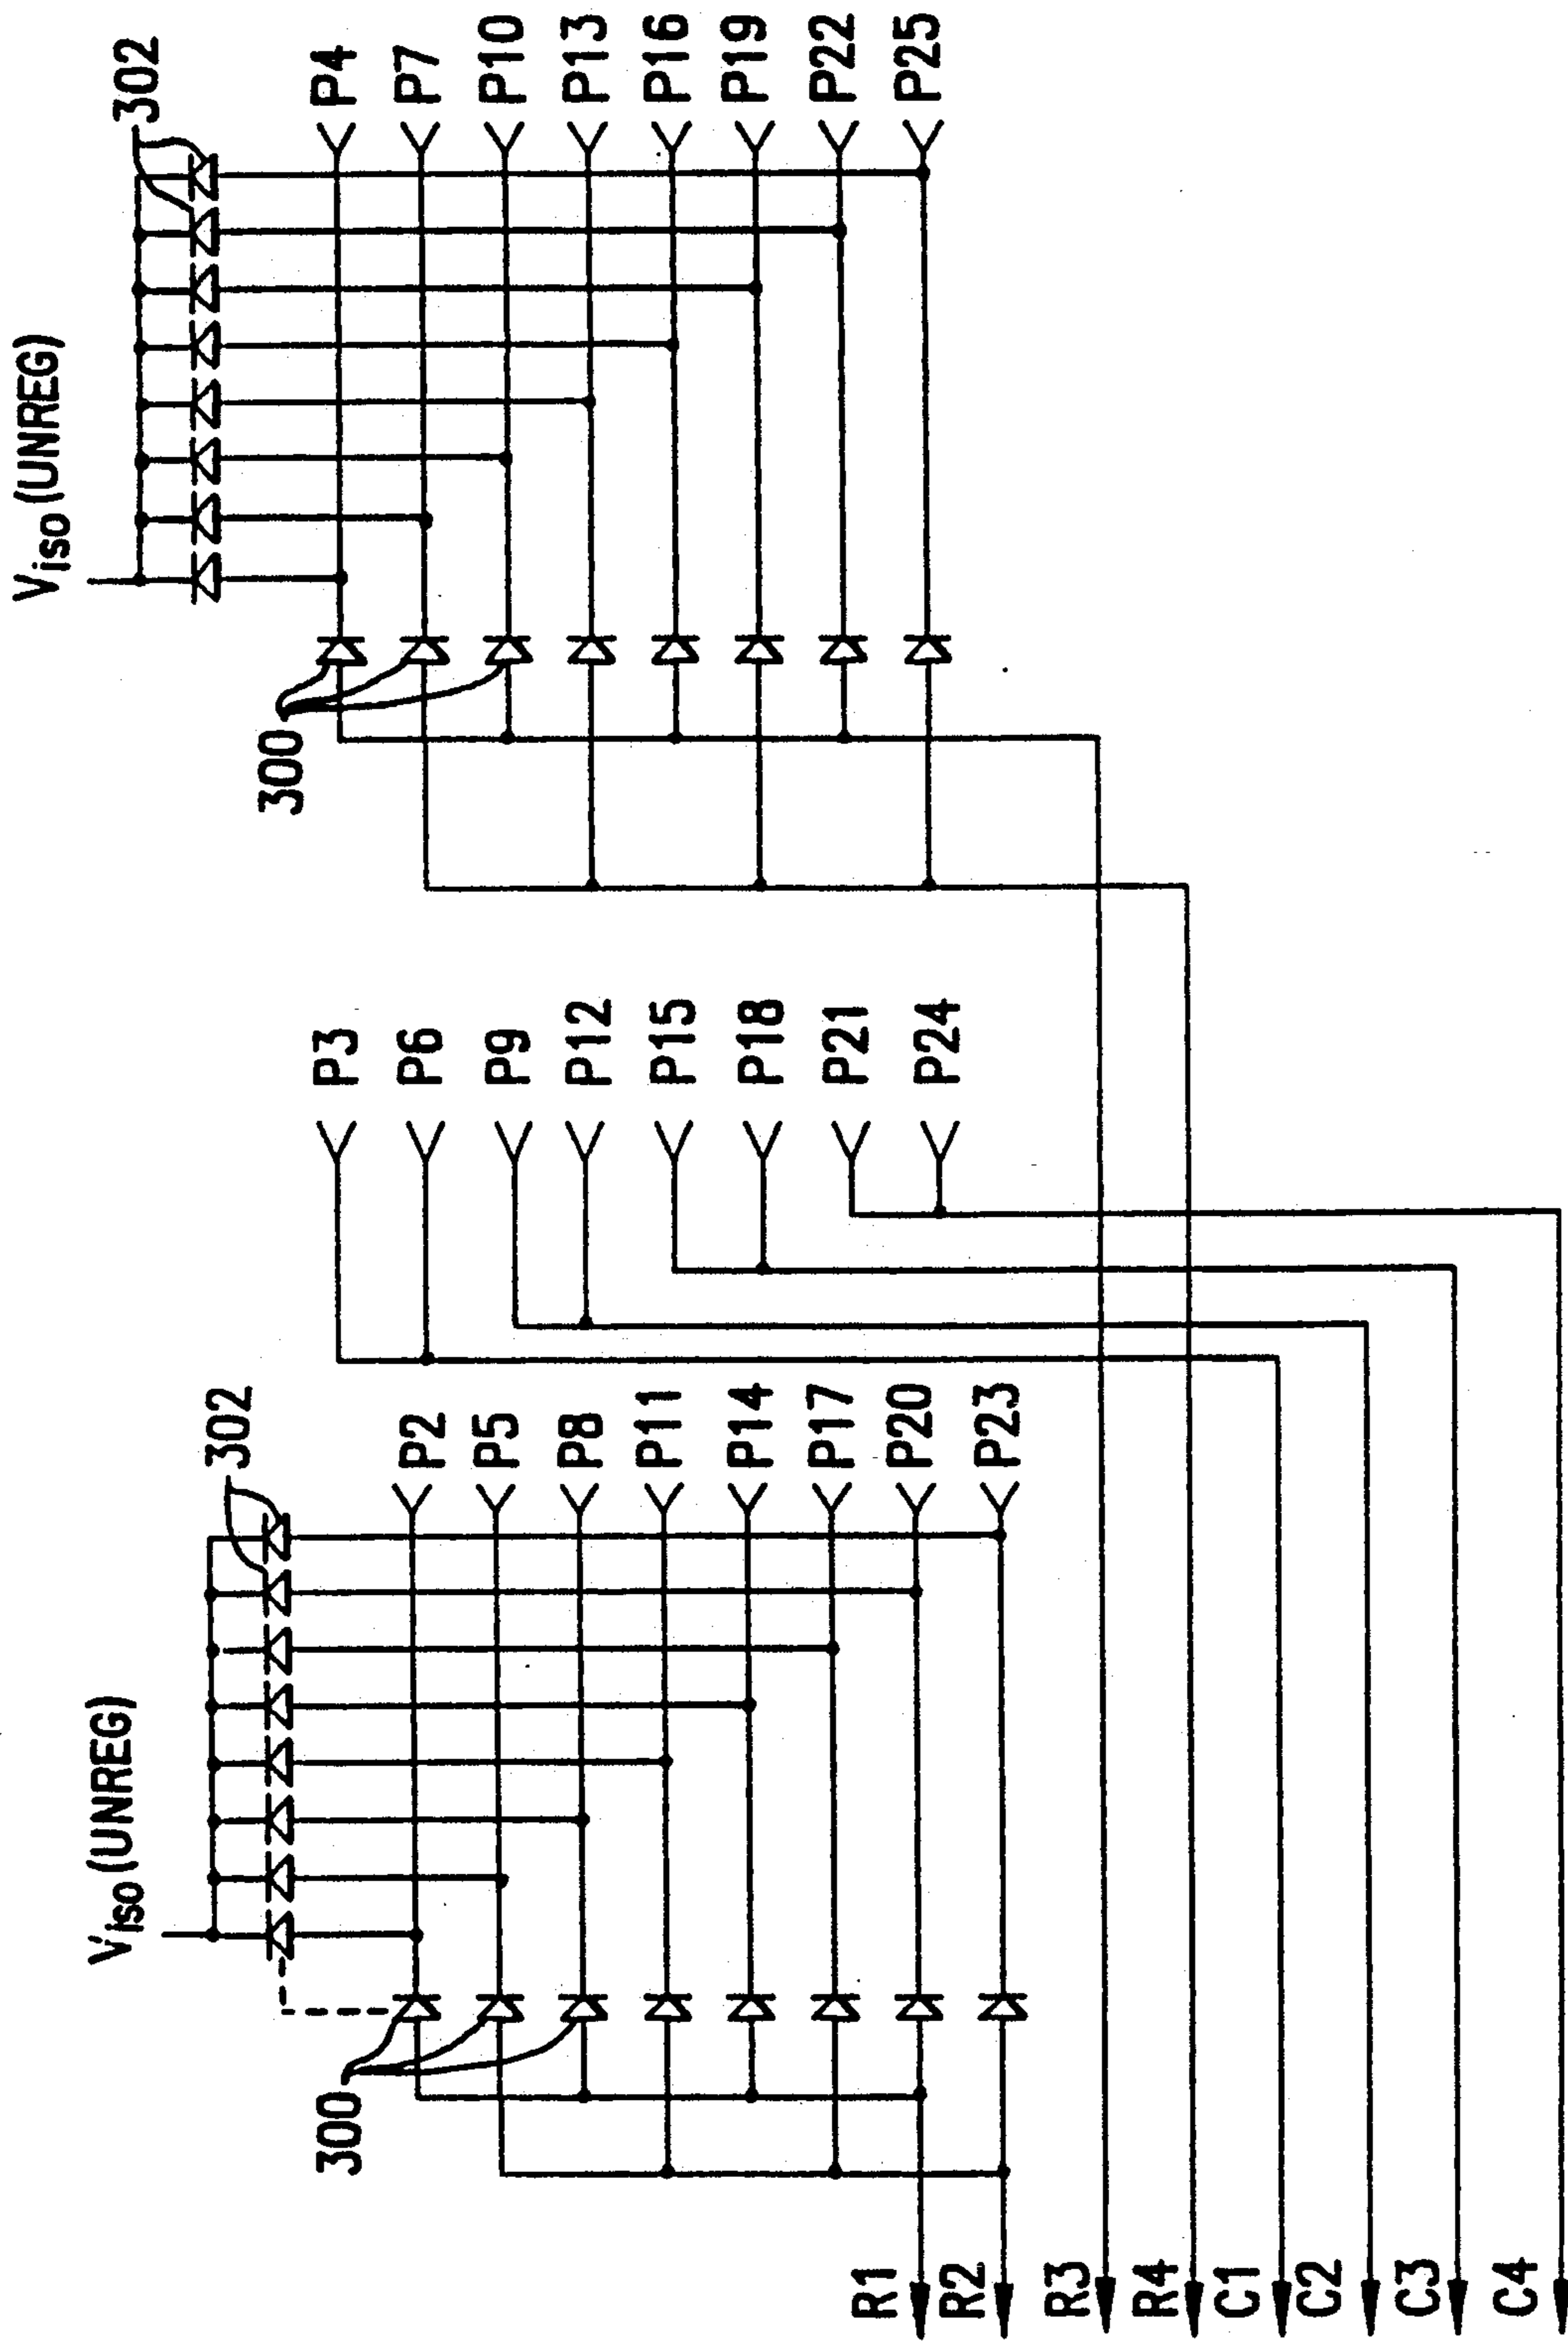 Viso (UNREG)
302
P4
P7
P10
P13
P16
P19
P22
P25
300
P3
P6
P9
P12
P15
P18
P21
P24
Viso (UNREG)
302
P2
P5
P8
P11
P14
P17
P20
P23
300
R1
R2
R3
R4
C1
C2
C3
C4